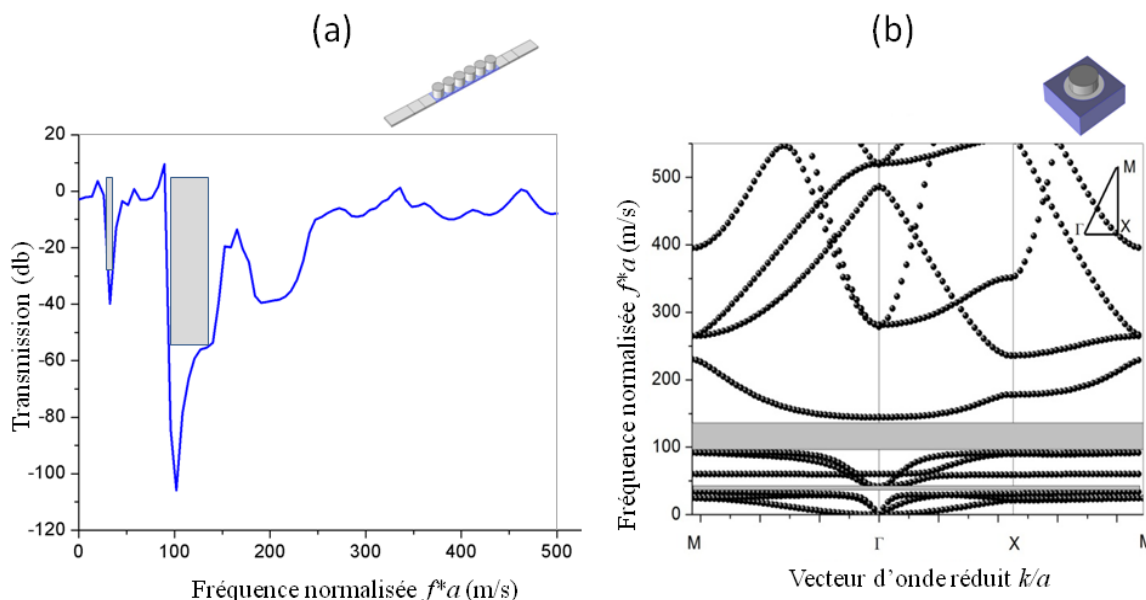 (a)
20
0
-20
-40
-60
-80
-100
-120
Transmission (db)
0 100 200 300 400 500
Fréquence normalisée f*a (m/s)
(b)
500
400
300
200
100
0
Fréquence normalisée f*a (m/s)
M
Γ X
M Γ X M
Vecteur d'onde réduit k/a